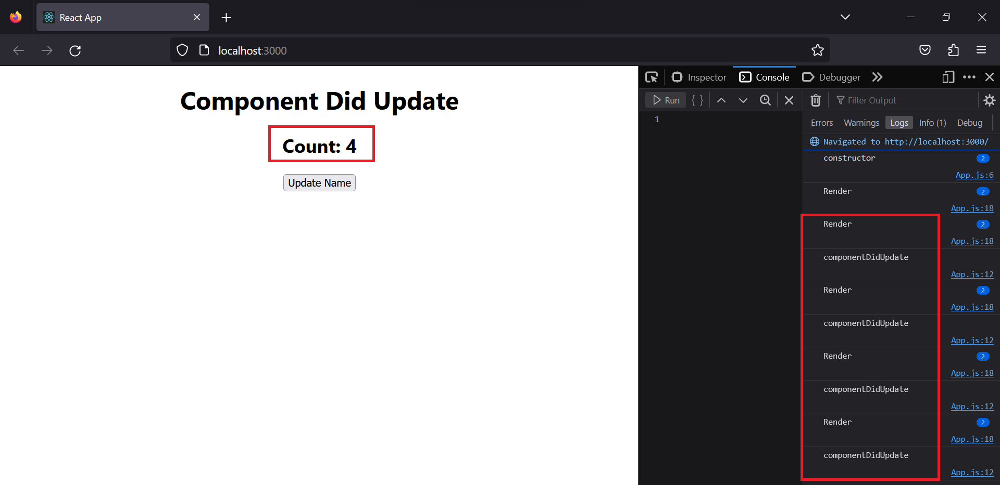 React App
localhost:3000
Component Did Update
Count: 4
Update Name
Inspector Console Debugger
Run { } Filter Output
1
Errors Warnings Logs Info (1) Debug
Navigated to http://localhost:3000/
constructor 2
App.js:6
Render 2
App.js:18
Render 2
App.js:18
componentDidUpdate
App.js:12
Render 2
App.js:18
componentDidUpdate
App.js:12
Render 2
App.js:18
componentDidUpdate
App.js:12
Render 2
App.js:18
componentDidUpdate
App.js:12